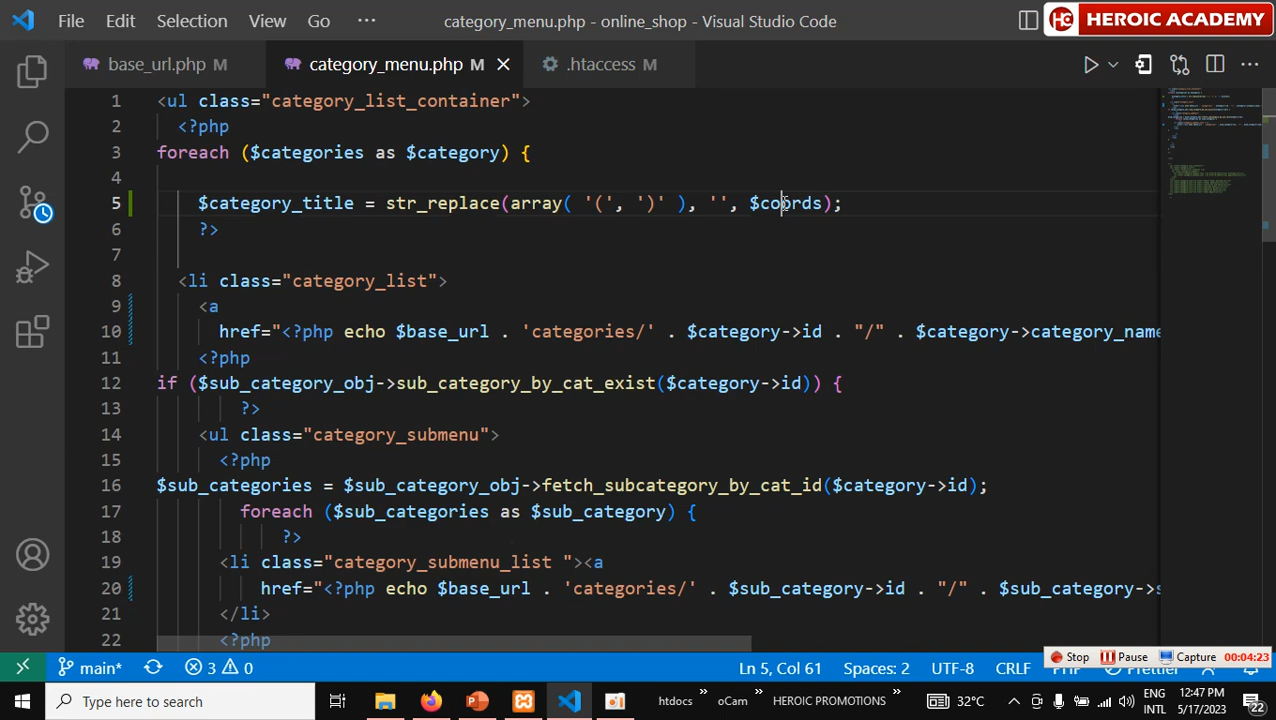 File Edit Selection View Go ··· category_menu.php - online_shop - Visual Studio Code HEROIC ACADEMY
base_url.php M category_menu.php M .htaccess M
1 <ul class="category_list_container">
2 <?php
3 foreach ($categories as $category) {
4
5 $category_title = str_replace(array( '(', ')' ), '', $coords);
6 ?>
7
8 <li class="category_list">
9 <a
10 href="<?php echo $base_url . 'categories/' . $category->id . "/" . $category->category_name
11 <?php
12 if ($sub_category_obj->sub_category_by_cat_exist($category->id)) {
13 ?>
14 <ul class="category_submenu">
15 <?php
16 $sub_categories = $sub_category_obj->fetch_subcategory_by_cat_id($category->id);
17 foreach ($sub_categories as $sub_category) {
18 ?>
19 <li class="category_submenu_list "><a
20 href="<?php echo $base_url . 'categories/' . $sub_category->id . "/" . $sub_category->s
21 </li>
22 <?php
Stop Pause Capture 00:04:23
main* 3 0 Ln 5, Col 61 Spaces: 2 UTF-8 CRLF PHP Prettier
Type here to search htdocs » oCam HEROIC PROMOTIONS » 32°C ENG INTL 12:47 PM 5/17/2023 22